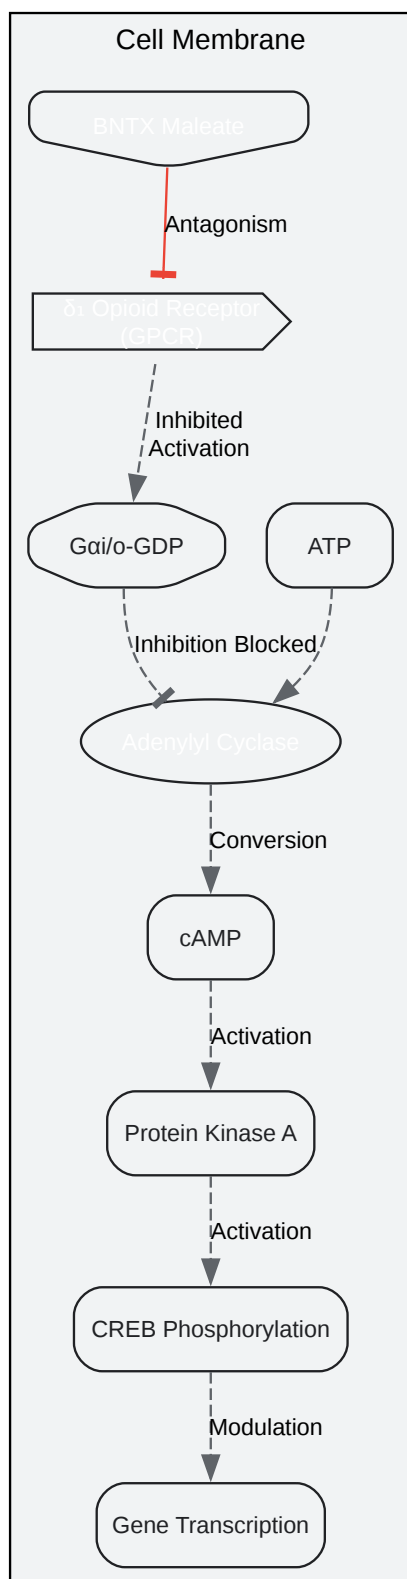 Cell Membrane
BNTX Maleate
Antagonism
δ₁ Opioid Receptor
(GPCR)
Inhibited
Activation
Gαi/o-GDP
ATP
Inhibition Blocked
Adenylyl Cyclase
Conversion
cAMP
Activation
Protein Kinase A
Activation
CREB Phosphorylation
Modulation
Gene Transcription